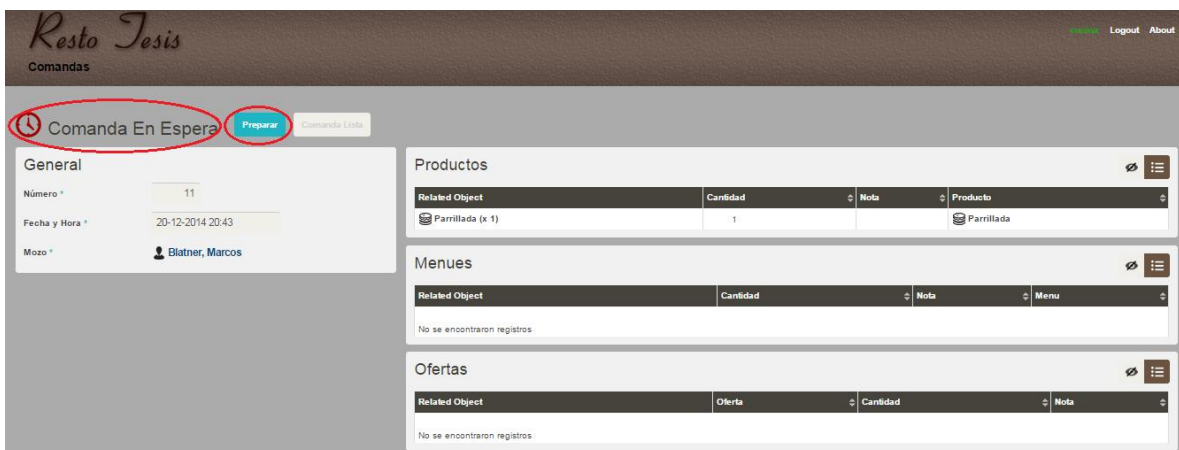 Resto Tesis
Logout About
Comandas
Comanda En Espera Preparar Comanda Lista
General
Número *
11
Fecha y Hora *
20-12-2014 20:43
Mozo *
Blatner, Marcos
Productos
Related Object Cantidad Nota Producto
Parrillada (x 1) 1 Parrillada
Menues
Related Object Cantidad Nota Menu
No se encontraron registros
Ofertas
Related Object Oferta Cantidad Nota
No se encontraron registros